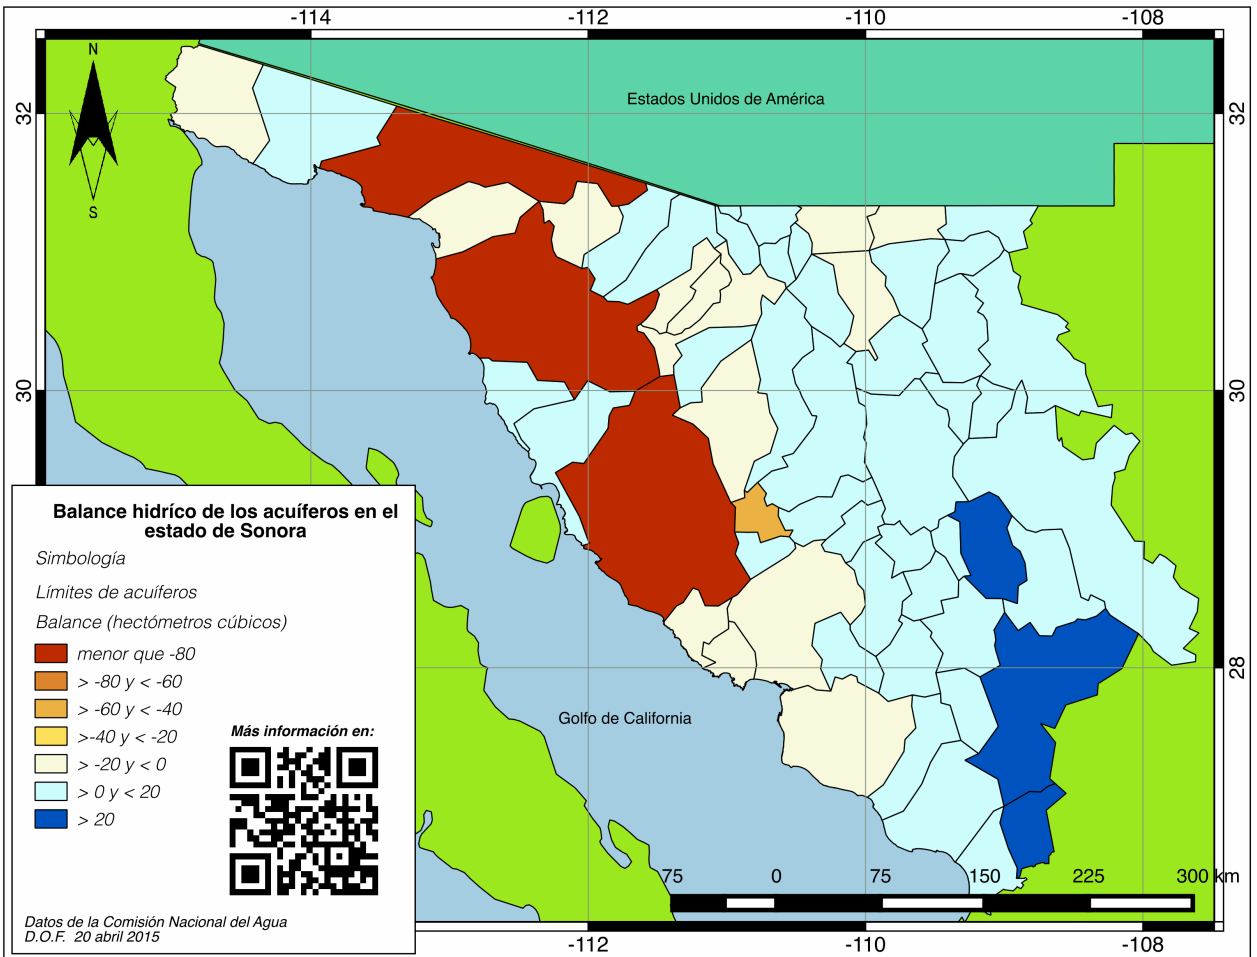 -114
-112
-110
-108
N
S
32
32
Estados Unidos de América
30
30
28
Golfo de California
Balance hidríco de los acuíferos en el
estado de Sonora
Simbología
Límites de acuíferos
Balance (hectómetros cúbicos)
menor que -80
> -80 y < -60
> -60 y < -40
>-40 y < -20
> -20 y < 0
> 0 y < 20
> 20
Más información en:
Datos de la Comisión Nacional del Agua
D.O.F. 20 abril 2015
75 0 75 150 225 300 km
-112
-110
-108